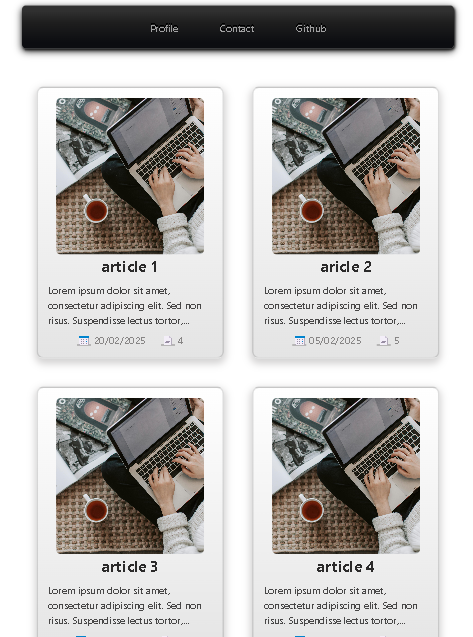 Profile Contact Github
article 1
Lorem ipsum dolor sit amet,
consectetur adipiscing elit. Sed non
risus. Suspendisse lectus tortor,...
20/02/2025 4
aricle 2
Lorem ipsum dolor sit amet,
consectetur adipiscing elit. Sed non
risus. Suspendisse lectus tortor,...
05/02/2025 5
article 3
Lorem ipsum dolor sit amet,
consectetur adipiscing elit. Sed non
risus. Suspendisse lectus tortor,...
article 4
Lorem ipsum dolor sit amet,
consectetur adipiscing elit. Sed non
risus. Suspendisse lectus tortor,...